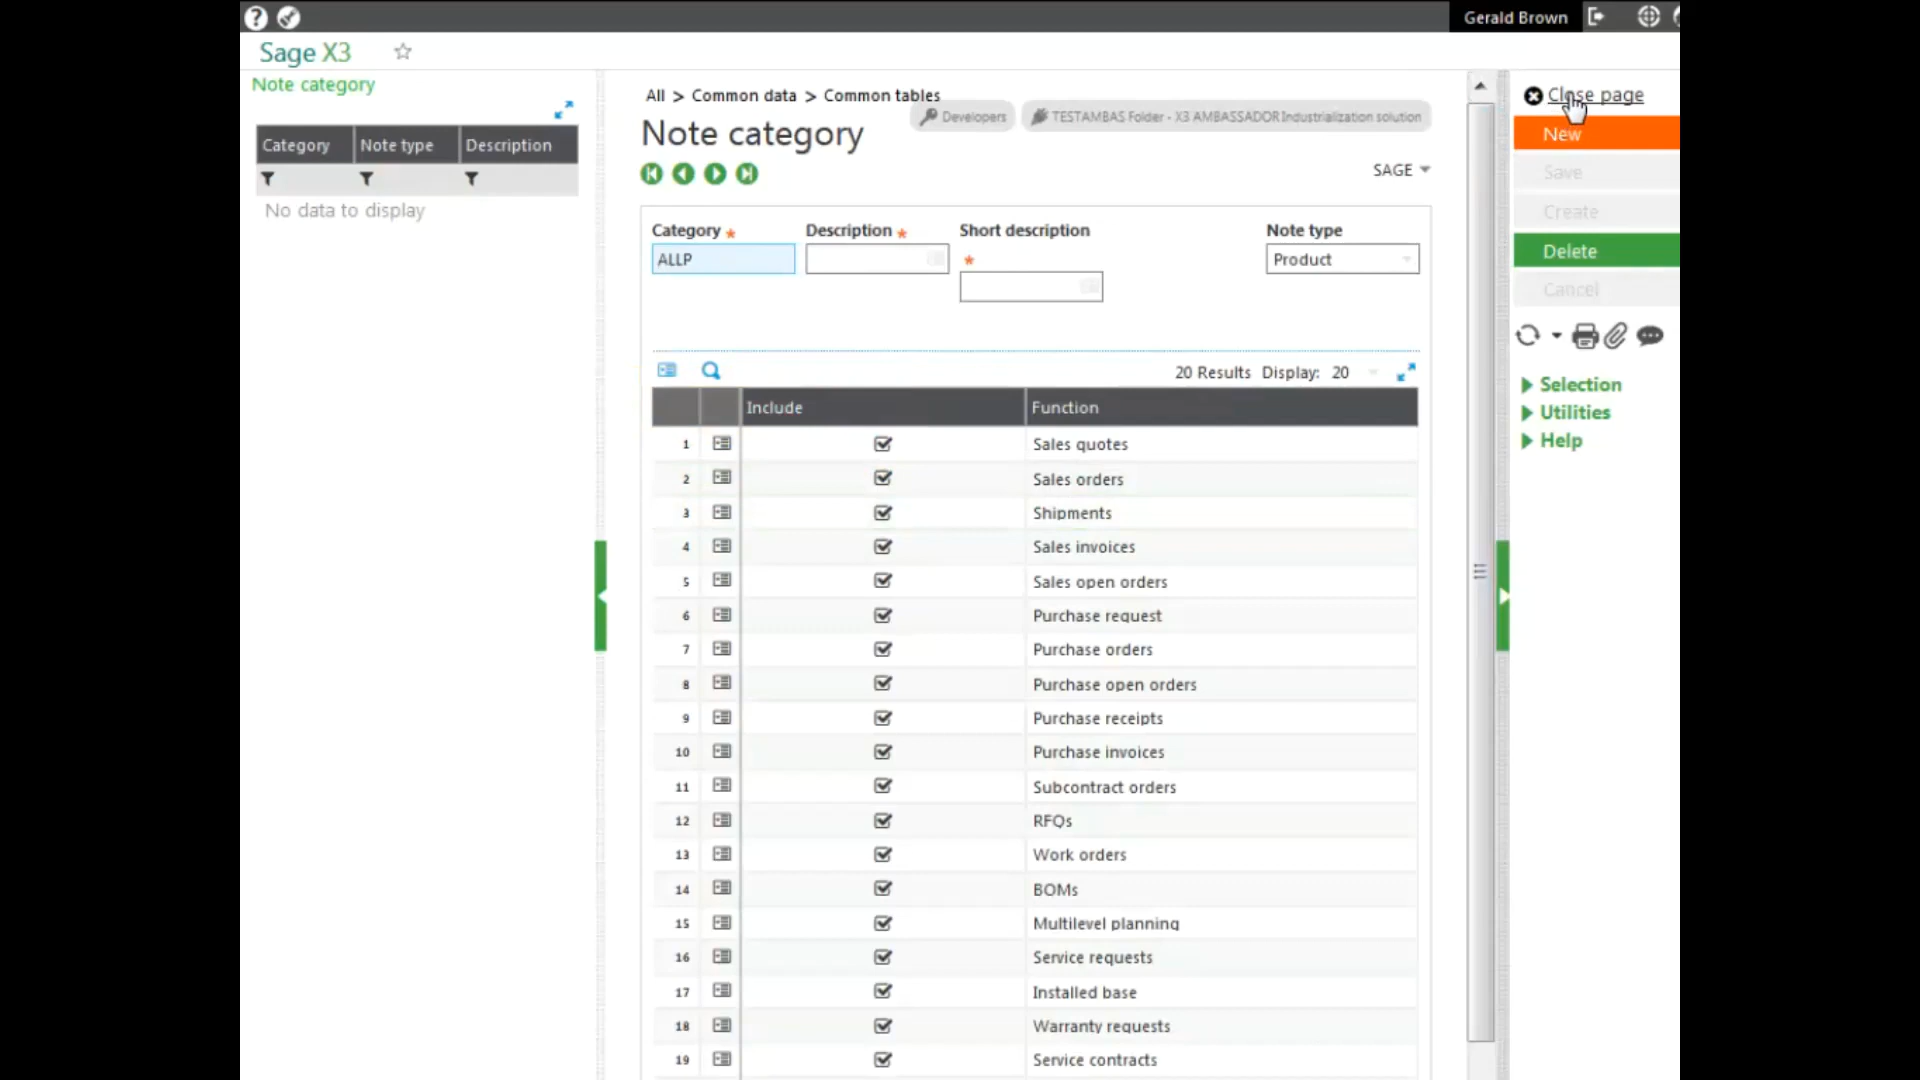 Gerald Brown
Sage X3
Note category
Category Note type Description
No data to display
All > Common data > Common tables
Developers TESTAMBAS Folder - X3 AMBASSADOR Industrialization solution
Note category
SAGE
Category * Description * Short description Note type
ALLP * Product
20 Results Display: 20
Include Function
1 Sales quotes
2 Sales orders
3 Shipments
4 Sales invoices
5 Sales open orders
6 Purchase request
7 Purchase orders
8 Purchase open orders
9 Purchase receipts
10 Purchase invoices
11 Subcontract orders
12 RFQs
13 Work orders
14 BOMs
15 Multilevel planning
16 Service requests
17 Installed base
18 Warranty requests
19 Service contracts
Close page
New
Save
Create
Delete
Cancel
Selection
Utilities
Help